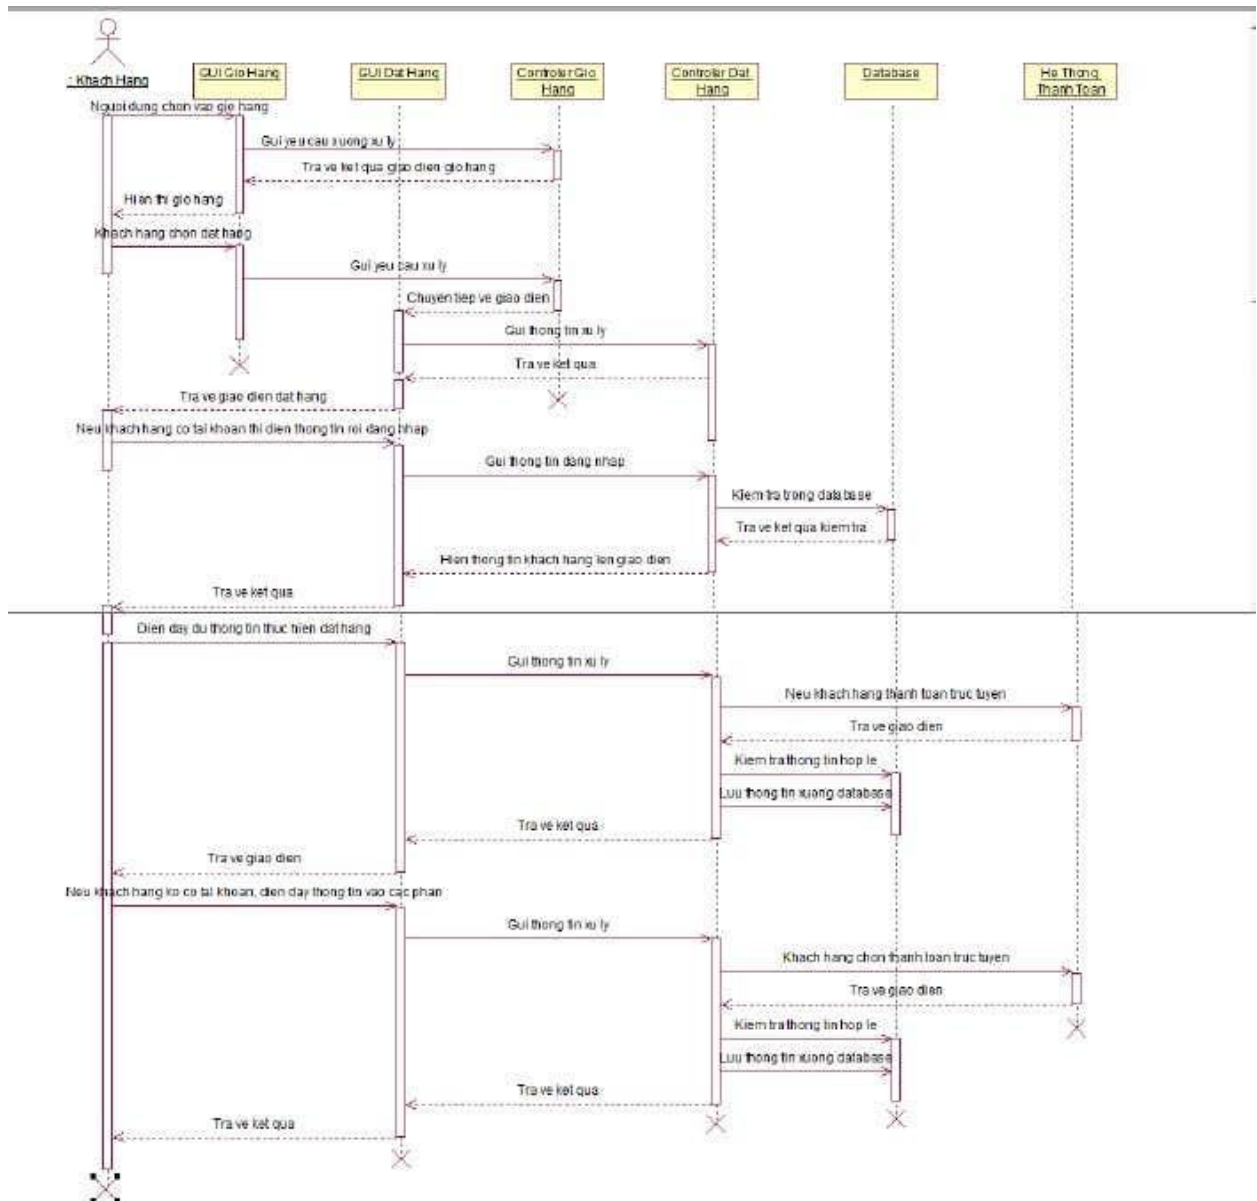 : Khach Hang
GUI Gio Hang
GUI Dat Hang
Controler Gio
Hang
Controler Dat
Hang
Database
He Thong
Thanh Toan
Nguoi dung chon vao gio hang
Gui yeu cau xuong xu ly
Tra ve ket qua giao dien gio hang
Hien thi gio hang
Khach hang chon dat hang
Gui yeu cau xu ly
Chuyen tiep ve giao dien
Gui thong tin xu ly
Tra ve ket qua
Tra ve giao dien dat hang
Neu khach hang co tai khoan thi dien thong tin roi dang nhap
Gui thong tin dang nhap
Kiem tra trong database
Tra ve ket qua kiem tra
Hien thong tin khach hang len giao dien
Tra ve ket qua
Dien day du thong tin thuc hien dat hang
Gui thong tin xu ly
Neu khach hang thanh toan truc tuyen
Tra ve giao dien
Kiem tra thong tin hop le
Luu thong tin xuong database
Tra ve ket qua
Tra ve giao dien
Neu khach hang ko co tai khoan, dien day thong tin vao cac phan
Gui thong tin xu ly
Khach hang chon thanh toan truc tuyen
Tra ve giao dien
Kiem tra thong tin hop le
Luu thong tin xuong database
Tra ve ket qua
Tra ve ket qua